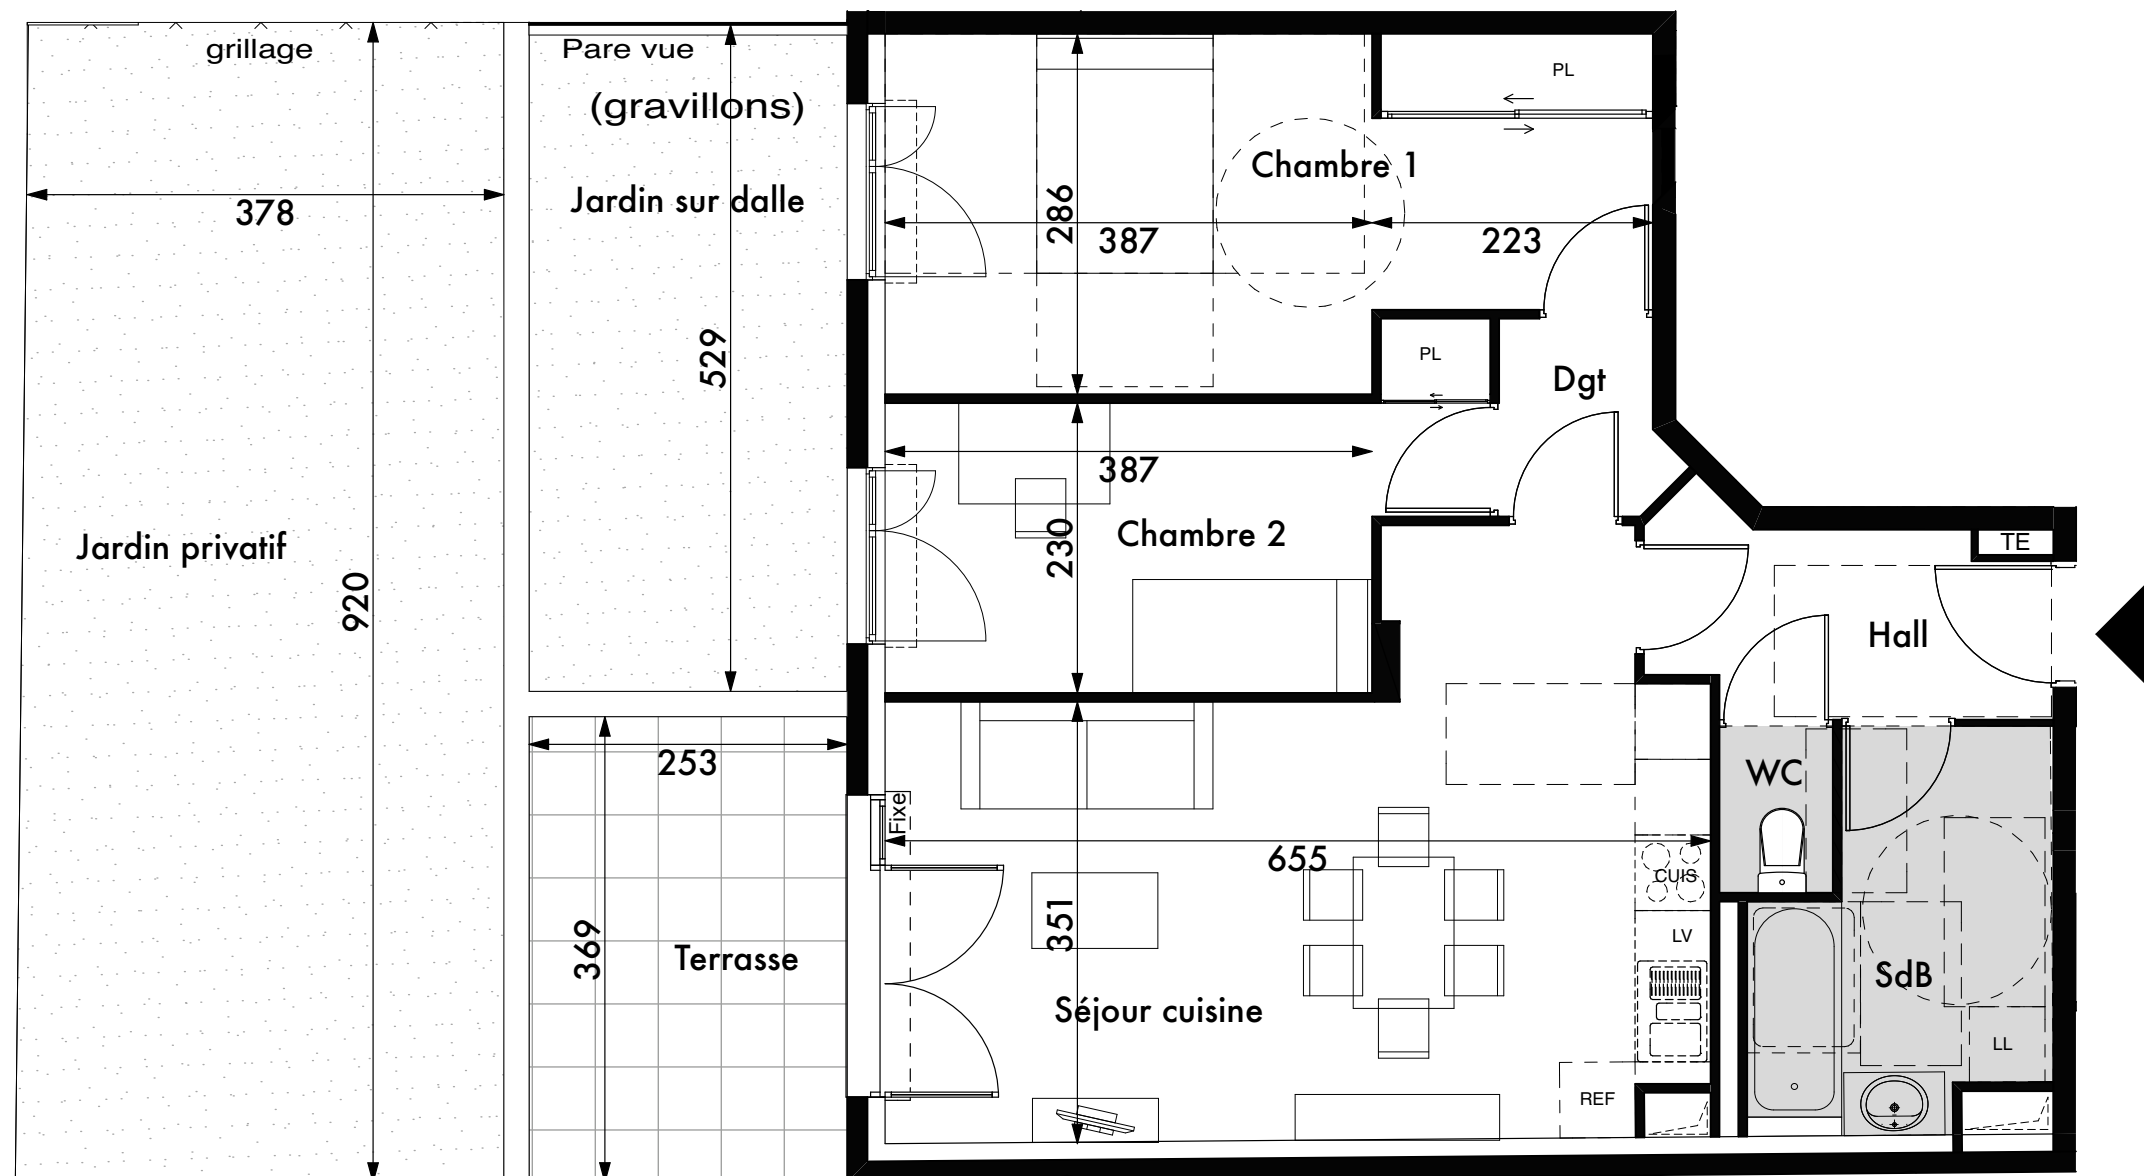 grillage
Pare vue
(gravillons)
PL
Chambre 1
378
Jardin sur dalle
286
387
223
529
PL
Dgt
387
Chambre 2
230
TE
Jardin privatif
920
Hall
253
WC
Fixe
655
CUIS
351
369
LV
Terrasse
SdB
Séjour cuisine
LL
REF